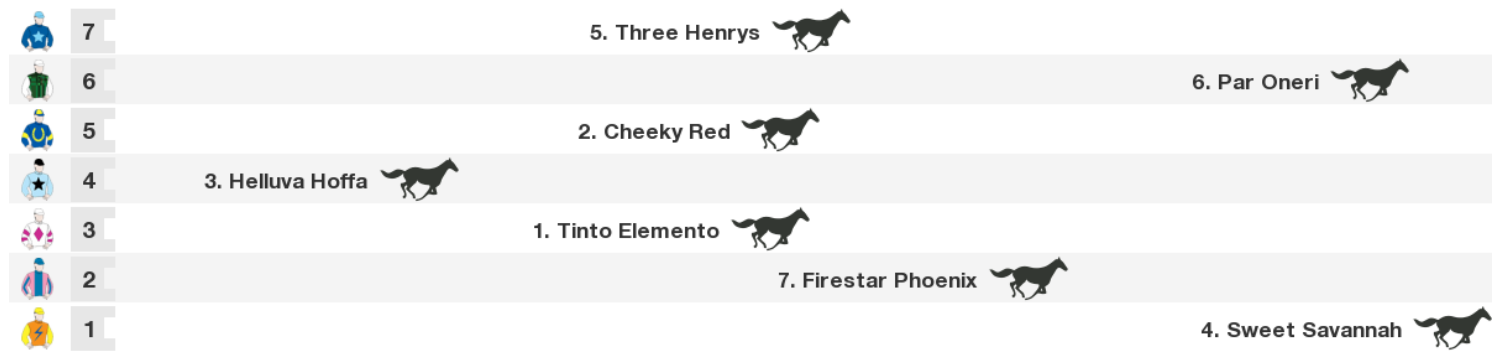 7 5. Three Henrys
6 6. Par Oneri
5 2. Cheeky Red
4 3. Helluva Hoffa
3 1. Tinto Elemento
2 7. Firestar Phoenix
1 4. Sweet Savannah